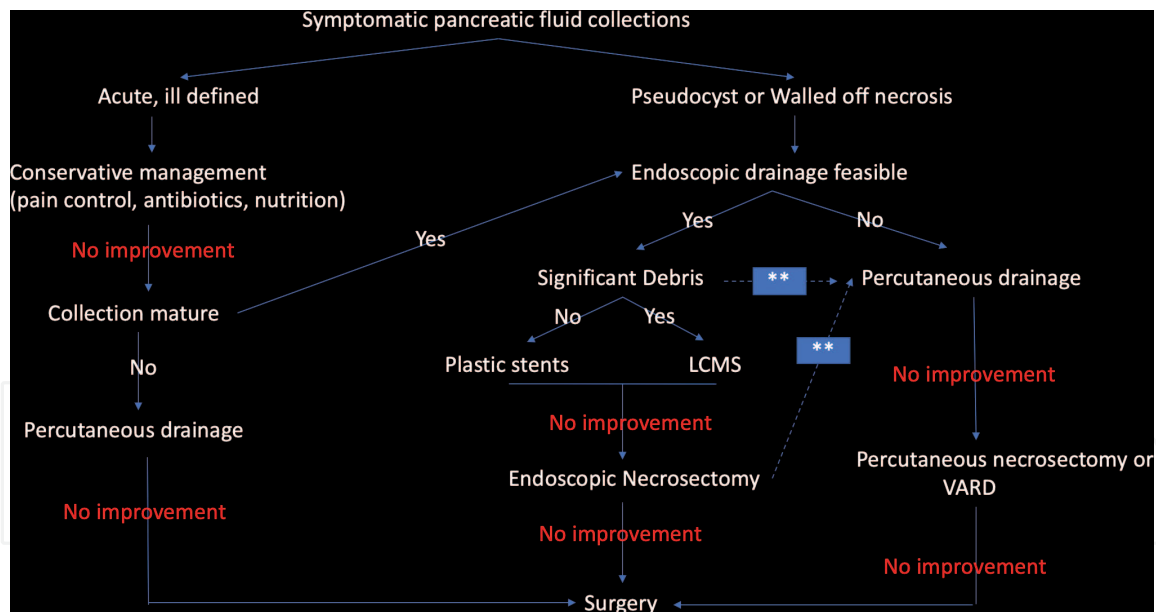 Symptomatic pancreatic fluid collections
Acute, ill defined
Pseudocyst or Walled off necrosis
Conservative management
(pain control, antibiotics, nutrition)
Endoscopic drainage feasible
Yes
No
Yes
No improvement
Significant Debris
**
Percutaneous drainage
Collection mature
No
Yes
**
No
Plastic stents
LCMS
No improvement
Percutaneous drainage
No improvement
Endoscopic Necrosectomy
Percutaneous necrosectomy or
VARD
No improvement
No improvement
No improvement
Surgery